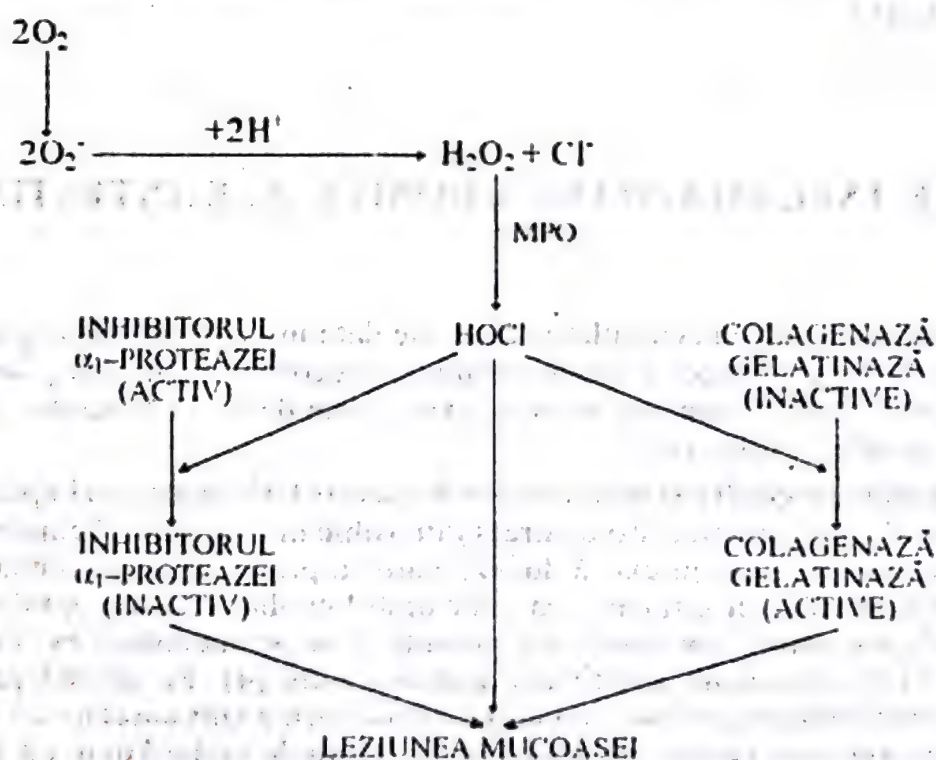 2O₂
+2H⁺
2O₂⁻ H₂O₂ + Cl⁻
MPO
INHIBITORUL
α₁–PROTEAZEI
(ACTIV)
HOCl
COLAGENAZĂ
GELATINAZĂ
(INACTIVE)
INHIBITORUL
α₁–PROTEAZEI
(INACTIV)
COLAGENAZĂ
GELATINAZĂ
(ACTIVE)
LEZIUNEA MUCOASEI